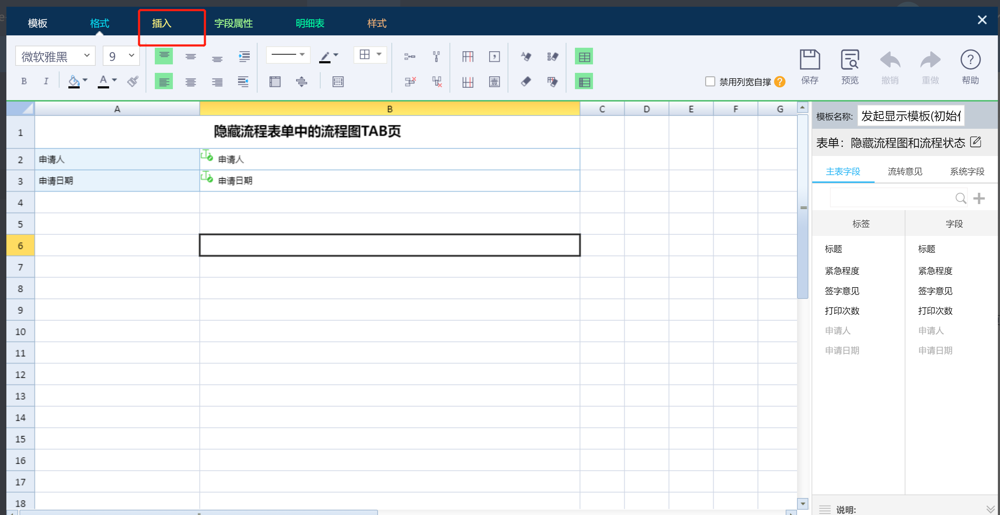 模板 格式 插入 字段属性 明细表 样式
微软雅黑 9
B I A
禁用列宽自撑 ? 保存 预览 撤销 重做 帮助
A B C D E F G
1 隐藏流程表单中的流程图TAB页
2 申请人 申请人
3 申请日期 申请日期
4
5
6
7
8
9
10
11
12
13
14
15
16
17
18
模板名称: 发起显示模板(初始
表单：隐藏流程图和流程状态
主表字段 流转意见 系统字段
标签 字段
标题 标题
紧急程度 紧急程度
签字意见 签字意见
打印次数 打印次数
申请人 申请人
申请日期 申请日期
说明: